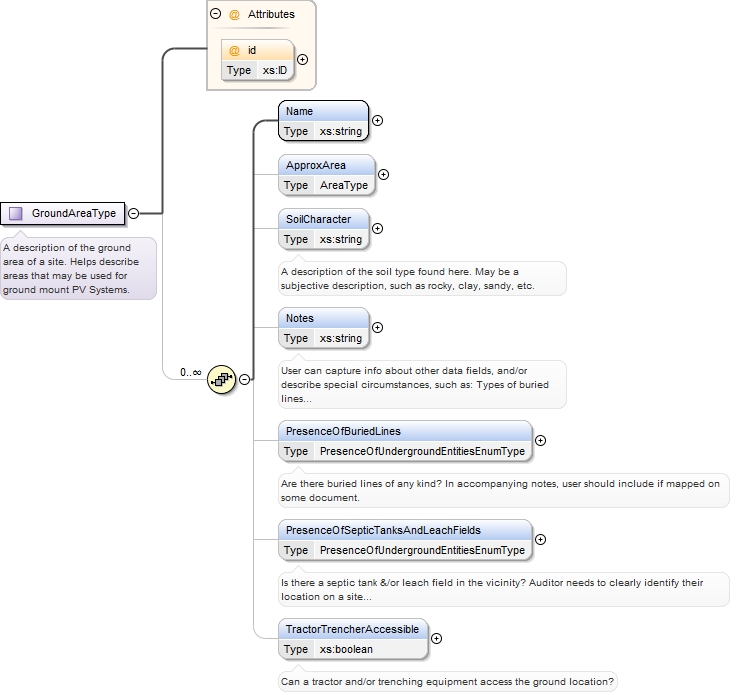 Attributes
id
Type xs:ID
Name
Type xs:string
ApproxArea
Type AreaType
SoilCharacter
Type xs:string
A description of the soil type found here. May be a
subjective description, such as rocky, clay, sandy, etc.
GroundAreaType
A description of the ground
area of a site. Helps describe
areas that may be used for
ground mount PV Systems.
Notes
Type xs:string
User can capture info about other data fields, and/or
describe special circumstances, such as: Types of buried
lines...
0..∞
PresenceOfBuriedLines
Type PresenceOfUndergroundEntitiesEnumType
Are there buried lines of any kind? In accompanying notes, user should include if mapped on
some document.
PresenceOfSepticTanksAndLeachFields
Type PresenceOfUndergroundEntitiesEnumType
Is there a septic tank &/or leach field in the vicinity? Auditor needs to clearly identify their
location on a site...
TractorTrencherAccessible
Type xs:boolean
Can a tractor and/or trenching equipment access the ground location?